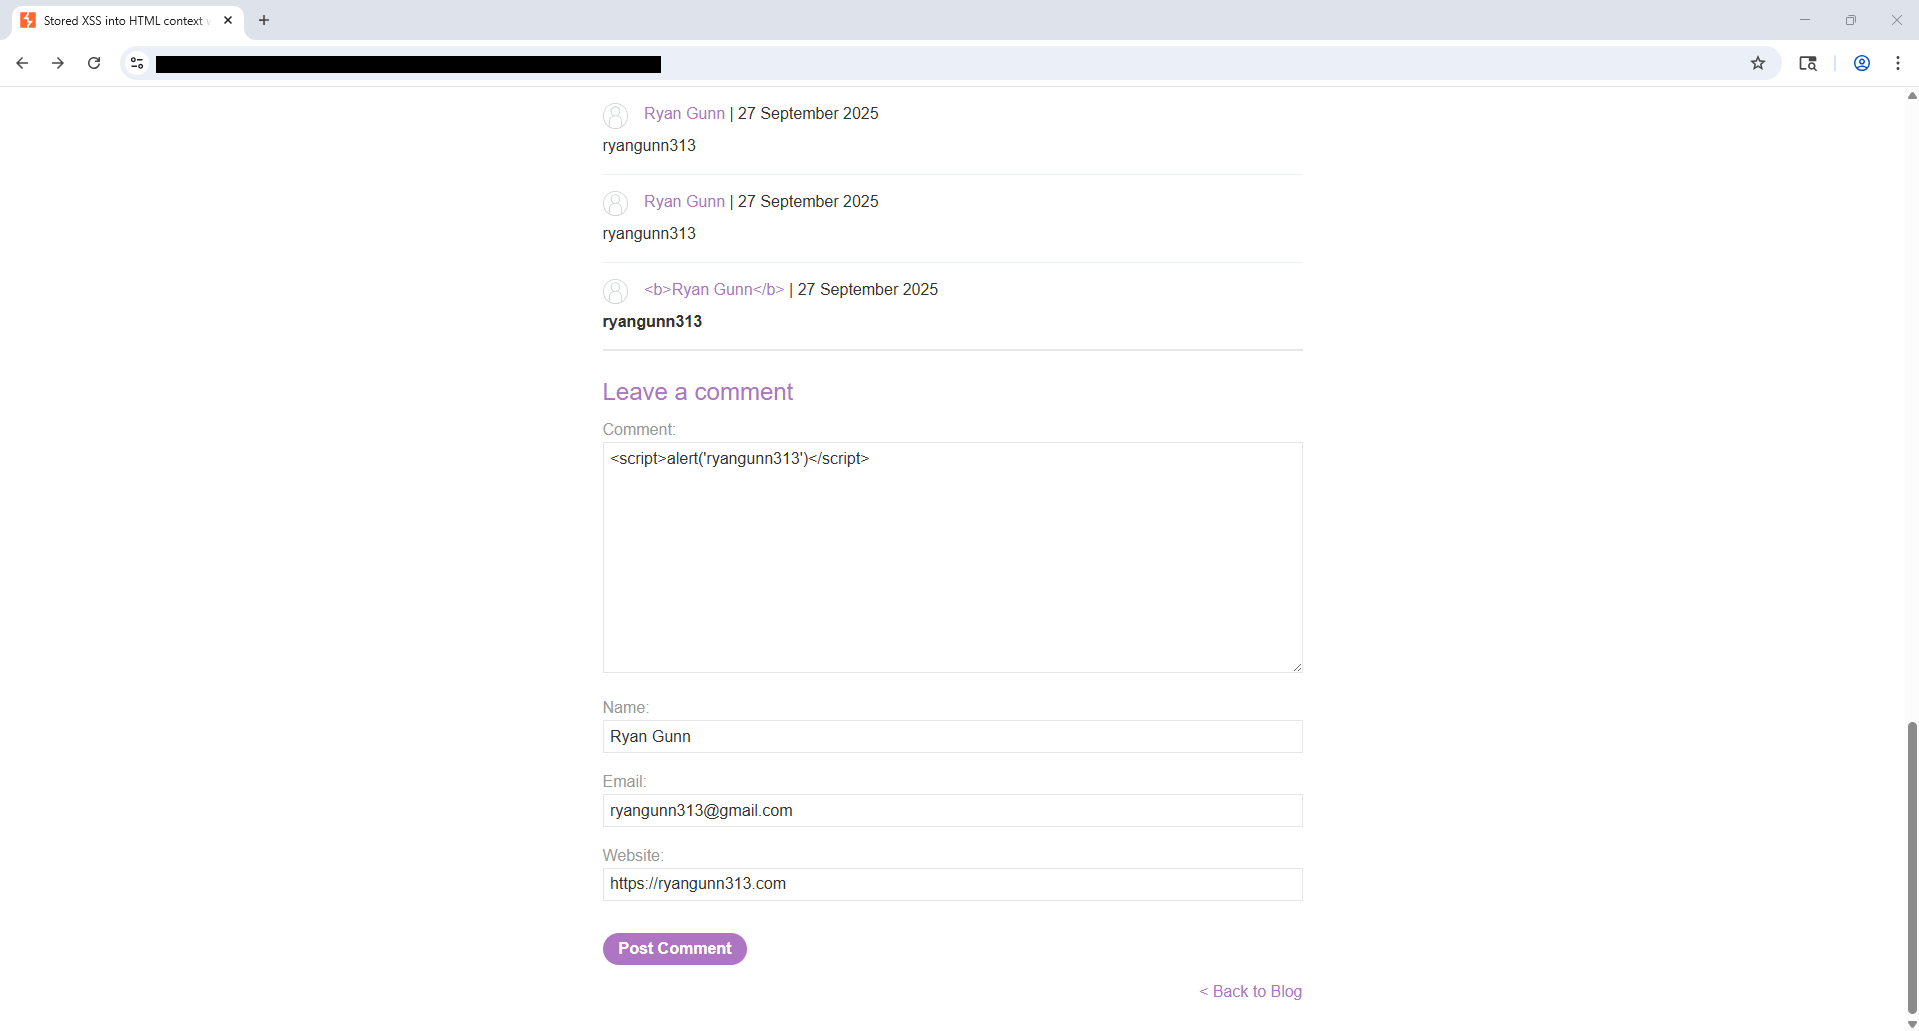 Stored XSS into HTML context
Ryan Gunn | 27 September 2025
ryangunn313
Ryan Gunn | 27 September 2025
ryangunn313
<b>Ryan Gunn</b> | 27 September 2025
ryangunn313
Leave a comment
Comment:
<script>alert('ryangunn313')</script>
Name:
Ryan Gunn
Email:
ryangunn313@gmail.com
Website:
https://ryangunn313.com
Post Comment
< Back to Blog